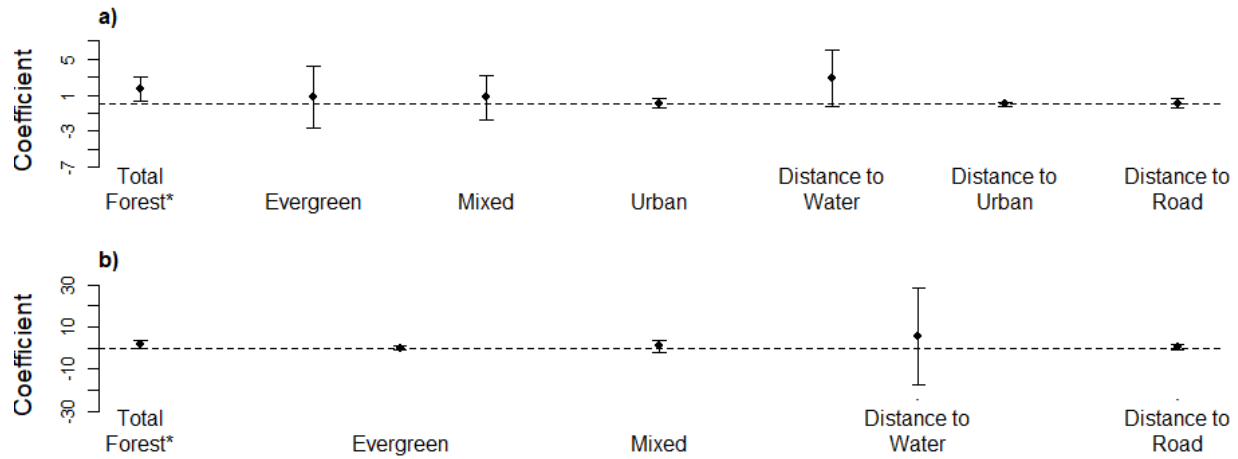 a)
Coefficient
5
1
-3
-7
Total
Forest*
Evergreen
Mixed
Urban
Distance to
Water
Distance to
Urban
Distance to
Road
b)
Coefficient
30
10
-10
-30
Total
Forest*
Evergreen
Mixed
Distance to
Water
Distance to
Road